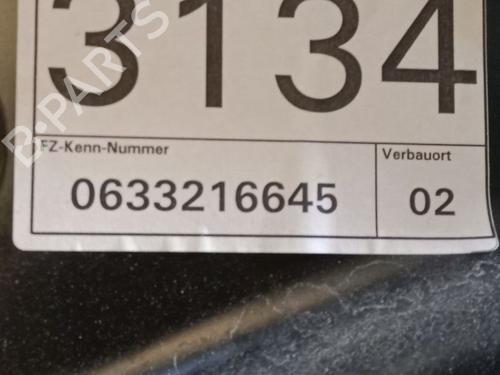 3134
FZ-Kenn-Nummer
Verbauort
0633216645
02
B-PARTS